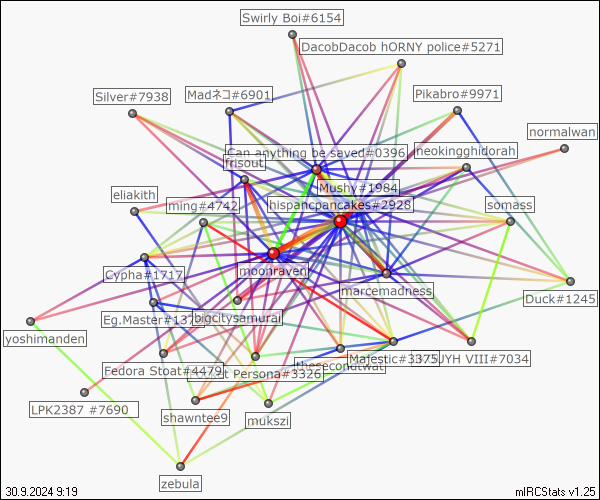 Swirly Boi#6154
DacobDacob hORNY police#5271
Madネコ#6901
Silver#7938
Pikabro#9971
normalwan
Can anything be saved#0396
neokingghidorah
frisout
Mushy#1984
eliakith
ming#4742
hispancpancakes#2928
somass
Cypha#1717
moonraven
marcemadness
Duck#1245
bigcitysamurai
Eg.Master#137
yoshimanden
Majestic#3375
JYH VIII#7034
thesecondtwat
Fedora Stoat#4479
Persona#3326
LPK2387 #7690
shawntee9
mukszi
zebula
30.9.2024 9:19
mIRCStats v1.25